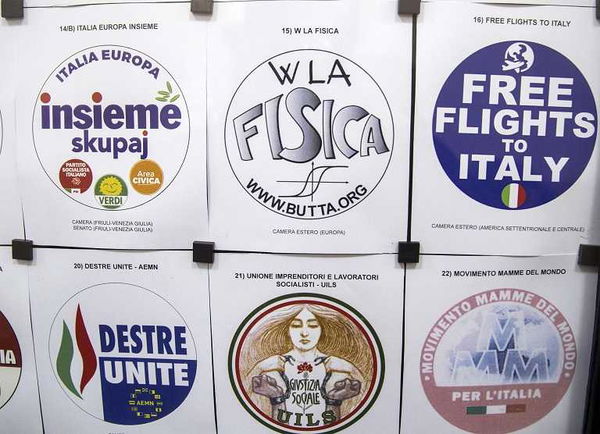 14/B) ITALIA EUROPA INSIEME
ITALIA EUROPA
insieme
skupaj
PARTITO
SOCIALISTA
ITALIANO
VERDI
Area
CIVICA
CAMERA (FRIULI-VENEZIA GIULIA)
SENATO (FRIULI-VENEZIA GIULIA)
15) W LA FISICA
W LA
FISICA
WWW.BUTTA.ORG
CAMERA ESTERO (EUROPA)
16) FREE FLIGHTS TO ITALY
FREE
FLIGHTS
TO
ITALY
CAMERA ESTERO (AMERICA SETTENTRIONALE E CENTRALE)
20) DESTRE UNITE - AEMN
DESTRE
UNITE
AEMN
21) UNIONE IMPRENDITORI E LAVORATORI
SOCIALISTI - UILS
GIUSTIZIA
SOCIALE
UILS
22) MOVIMENTO MAMME DEL MONDO
• MOVIMENTO MAMME DEL MONDO •
M
MMM
PER L'ITALIA